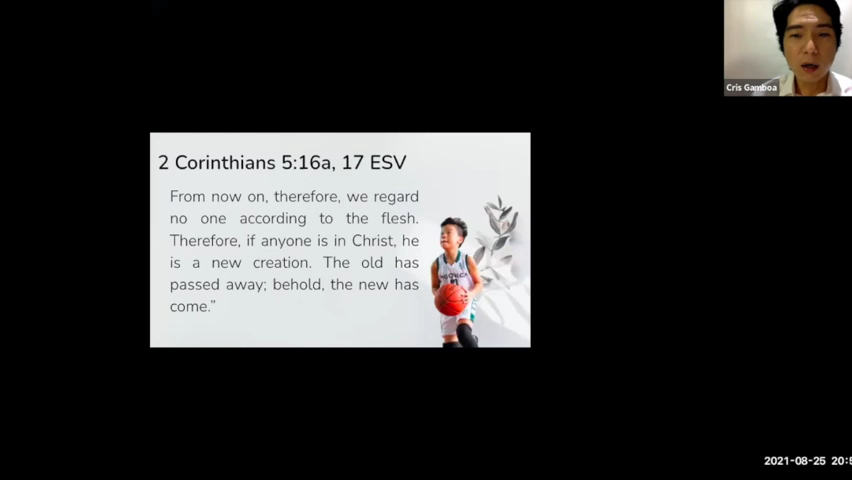 Cris Gamboa
2 Corinthians 5:16a, 17 ESV
From now on, therefore, we regard
no one according to the flesh.
Therefore, if anyone is in Christ, he
is a new creation. The old has
passed away; behold, the new has
come.”
2021-08-25 20:5